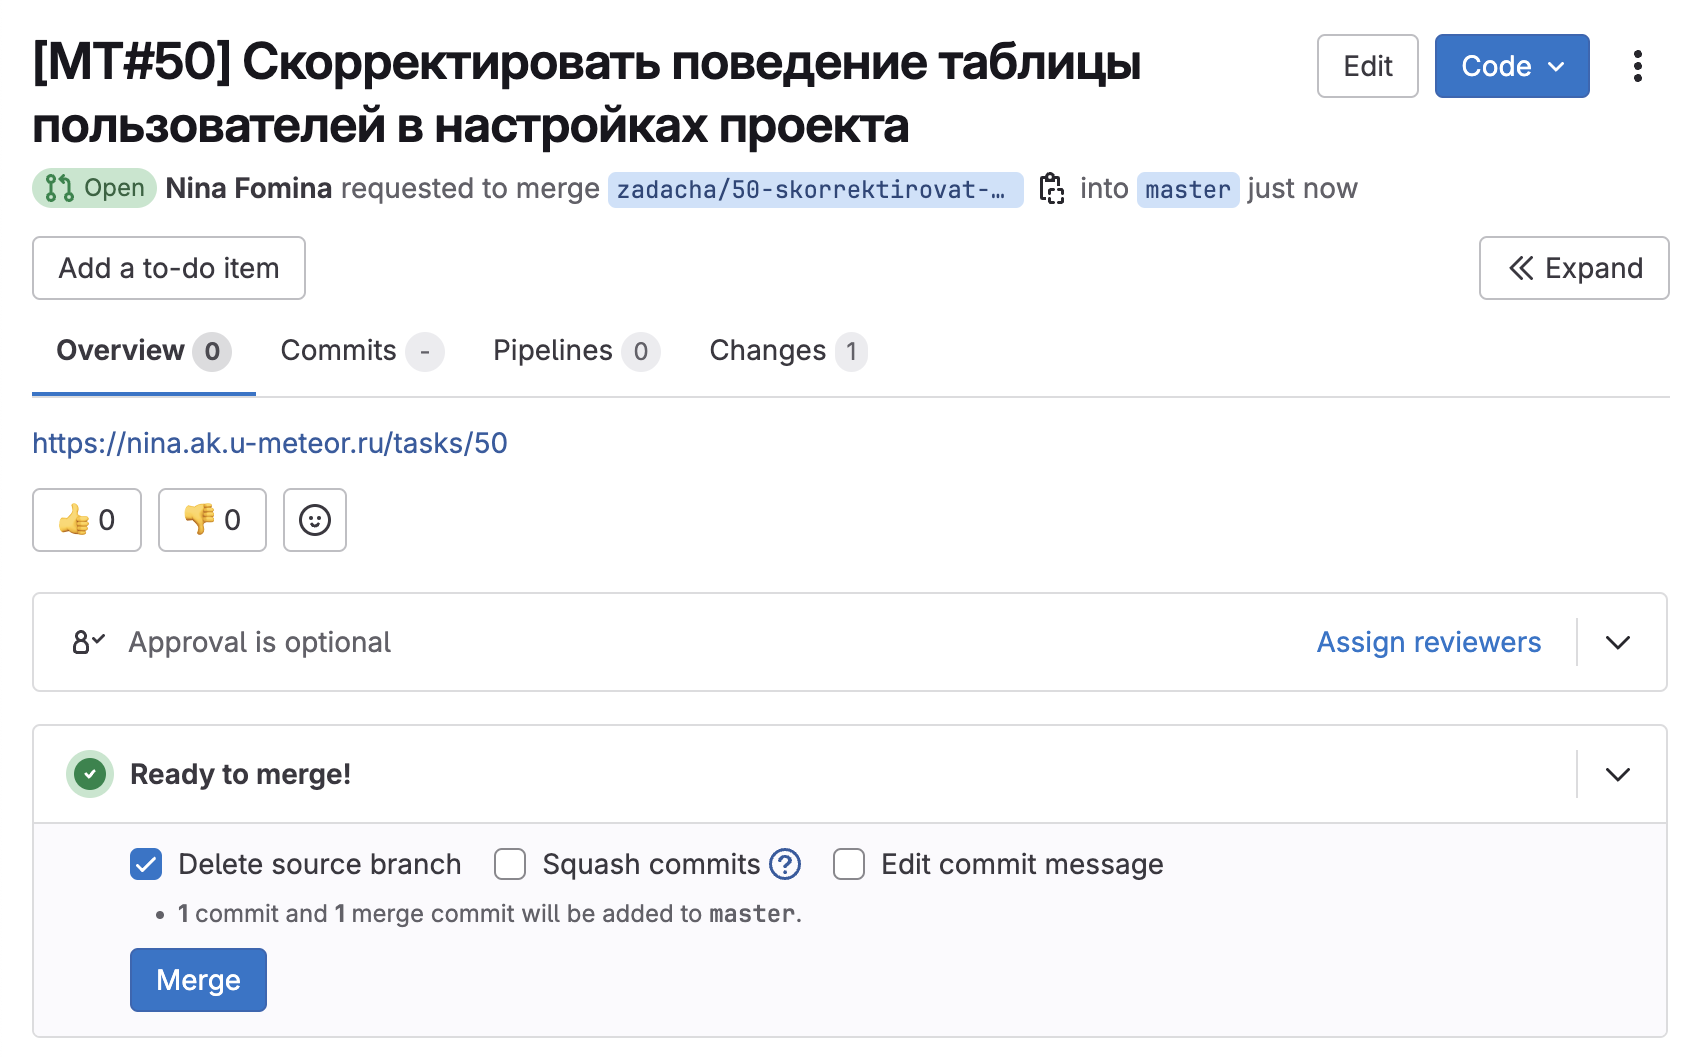 [MT#50] Скорректировать поведение таблицы
пользователей в настройках проекта
Edit
Code
Open Nina Fomina requested to merge zadacha/50-skorrektirovat-… into master just now
Add a to-do item
Expand
Overview 0 Commits - Pipelines 0 Changes 1
https://nina.ak.u-meteor.ru/tasks/50
👍 0 👎 0
Approval is optional
Assign reviewers
Ready to merge!
Delete source branch Squash commits ? Edit commit message
• 1 commit and 1 merge commit will be added to master.
Merge